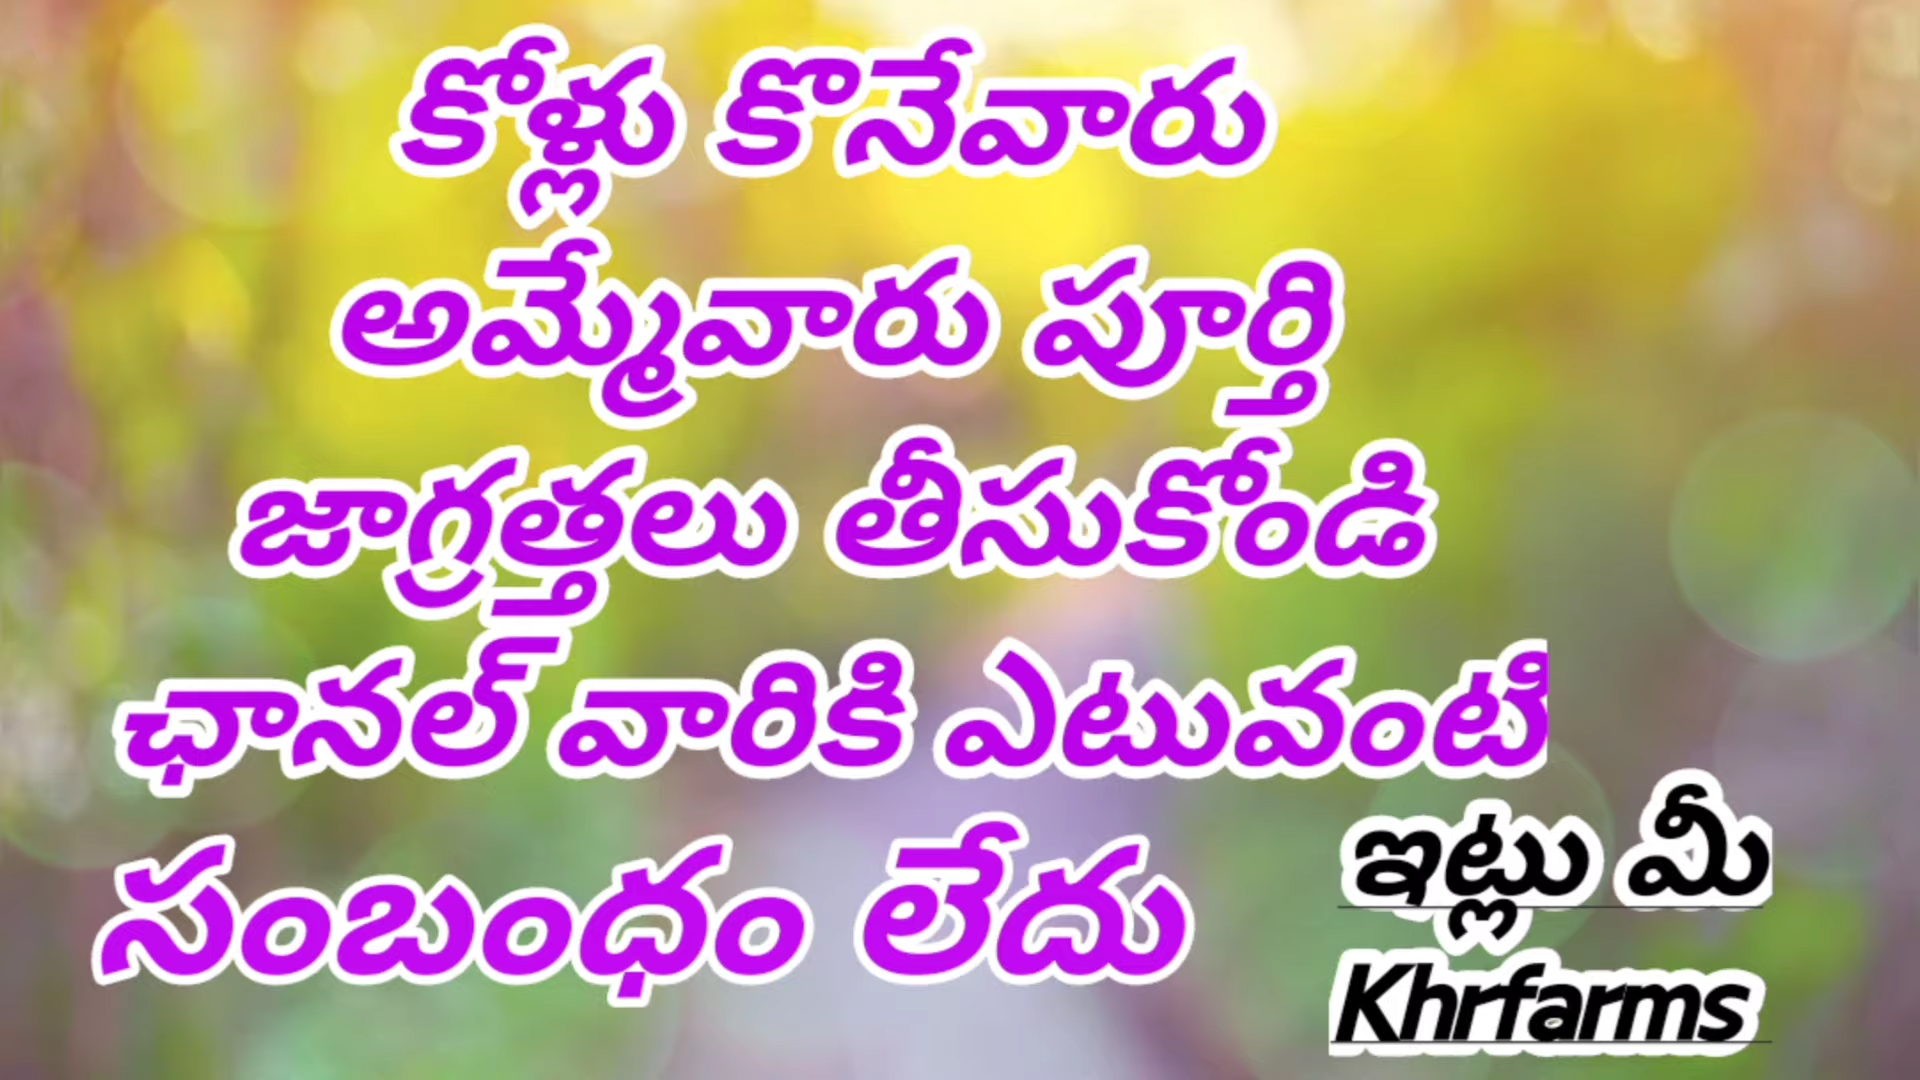 కోళ్లు కొనేవారు
అమ్మేవారు పూర్తి
జాగ్రత్తలు తీసుకోండి
ఛానల్ వారికి ఎటువంటి
సంబంధం లేదు
ఇట్లు మీ
Khrfarms